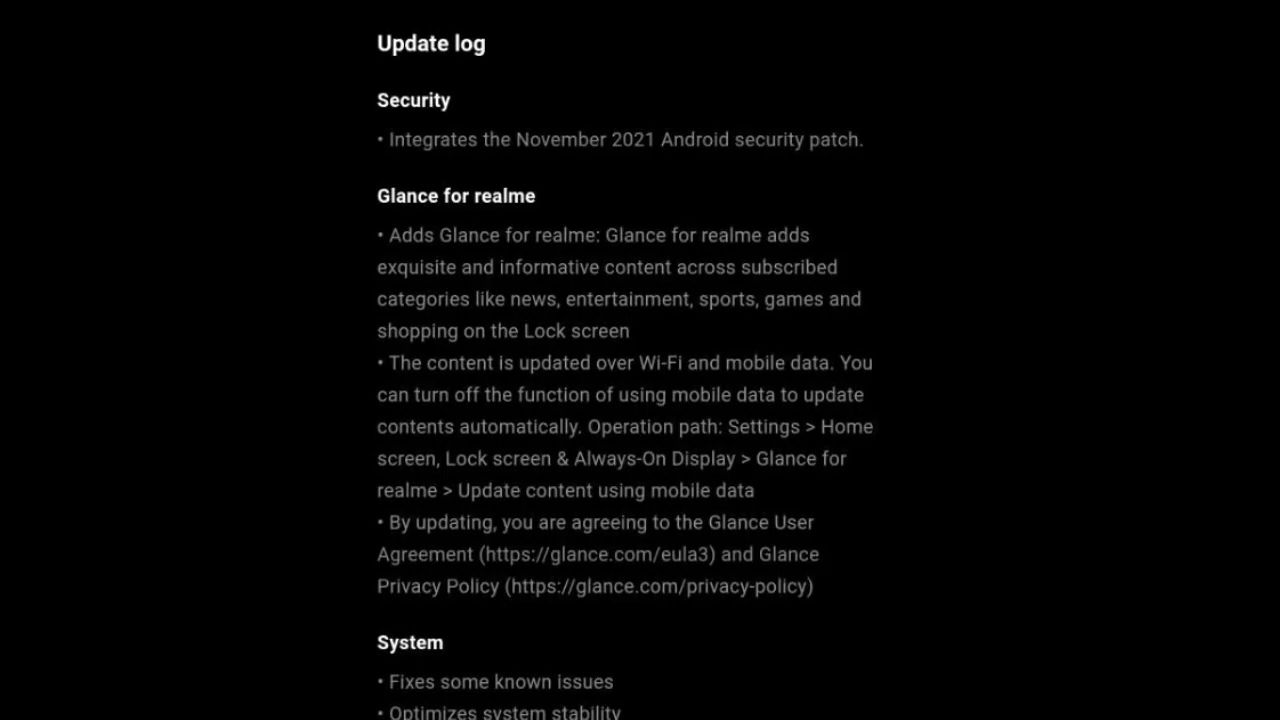 Update log
Security
• Integrates the November 2021 Android security patch.
Glance for realme
• Adds Glance for realme: Glance for realme adds
exquisite and informative content across subscribed
categories like news, entertainment, sports, games and
shopping on the Lock screen
• The content is updated over Wi-Fi and mobile data. You
can turn off the function of using mobile data to update
contents automatically. Operation path: Settings > Home
screen, Lock screen & Always-On Display > Glance for
realme > Update content using mobile data
• By updating, you are agreeing to the Glance User
Agreement (https://glance.com/eula3) and Glance
Privacy Policy (https://glance.com/privacy-policy)
System
• Fixes some known issues
• Optimizes system stability